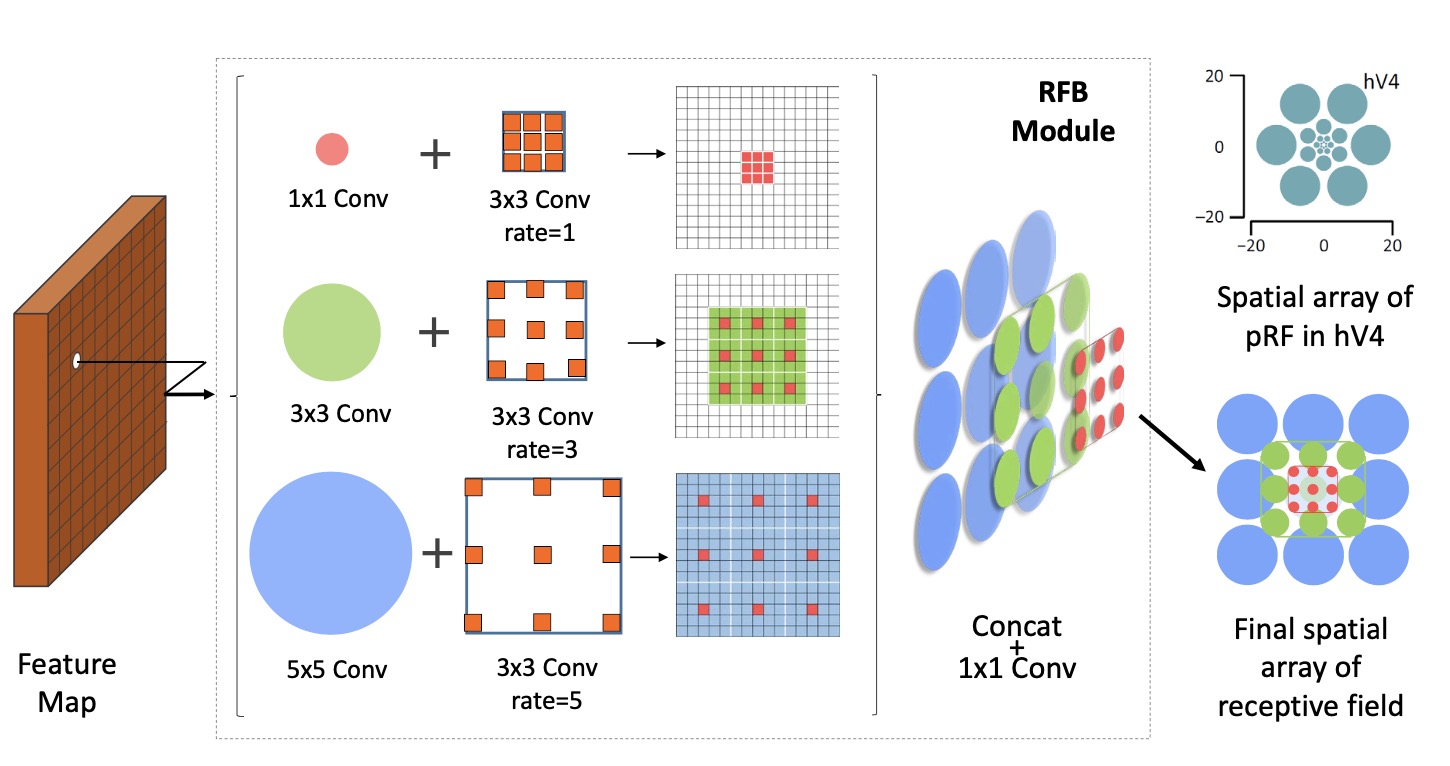 Feature
Map
1x1 Conv
+
3x3 Conv
rate=1
3x3 Conv
+
3x3 Conv
rate=3
5x5 Conv
+
3x3 Conv
rate=5
RFB
Module
Concat
+
1x1 Conv
20
0
−20
−20
0
20
hV4
Spatial array of
pRF in hV4
Final spatial
array of
receptive field